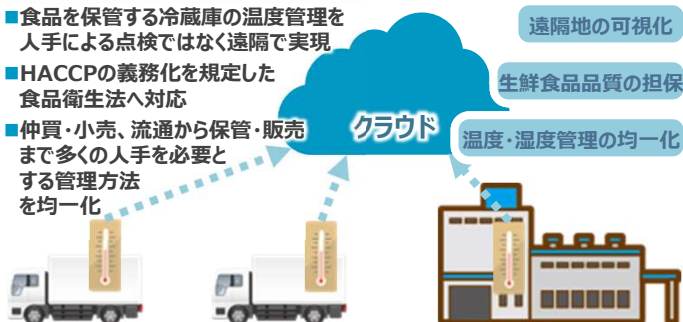 ■食品を保管する冷蔵庫の温度管理を
人手による点検ではなく遠隔で実現
■HACCPの義務化を規定した
食品衛生法へ対応
■仲買・小売、流通から保管・販売
まで多くの人手を必要と
する管理方法
を均一化
クラウド
遠隔地の可視化
生鮮食品品質の担保
温度・湿度管理の均一化